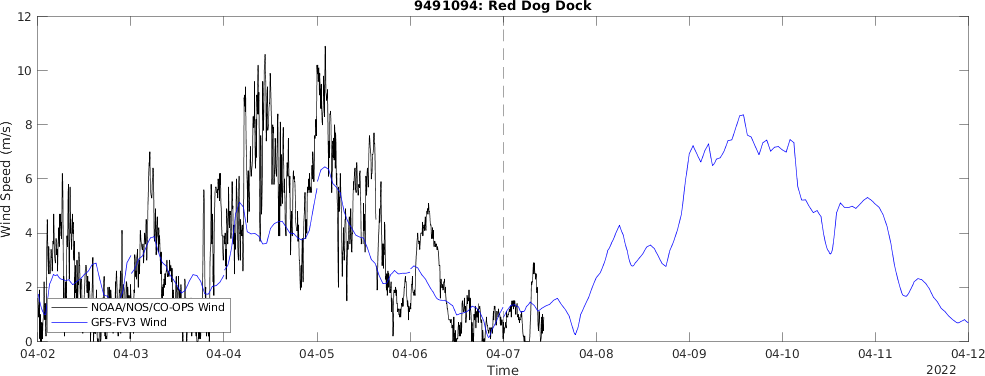 9491094: Red Dog Dock
12
10
8
6
4
2
0
Wind Speed (m/s)
NOAA/NOS/CO-OPS Wind
GFS-FV3 Wind
04-02 04-03 04-04 04-05 04-06 04-07 04-08 04-09 04-10 04-11 04-12
Time
2022